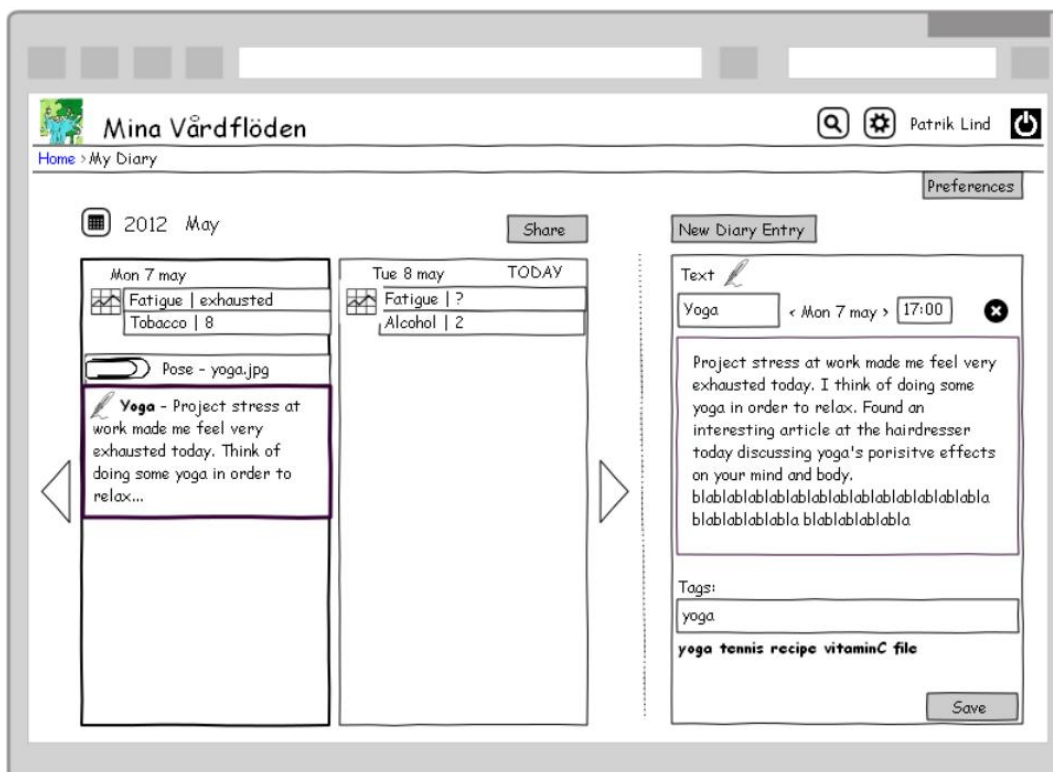 Mina Vårdflöden
Patrik Lind
Home > My Diary
Preferences
2012 May
Share
New Diary Entry
Mon 7 may
Fatigue | exhausted
Tobacco | 8
Pose - yoga.jpg
Yoga - Project stress at
work made me feel very
exhausted today. Think of
doing some yoga in order to
relax...
Tue 8 may TODAY
Fatigue | ?
Alcohol | 2
Text
Yoga < Mon 7 may > 17:00
Project stress at work made me feel very
exhausted today. I think of doing some
yoga in order to relax. Found an
interesting article at the hairdresser
today discussing yoga's porisitve effects
on your mind and body.
blablablablablablablablablablablablabla
blablablablabla blablablablabla
Tags:
yoga
yoga tennis recipe vitaminC file
Save